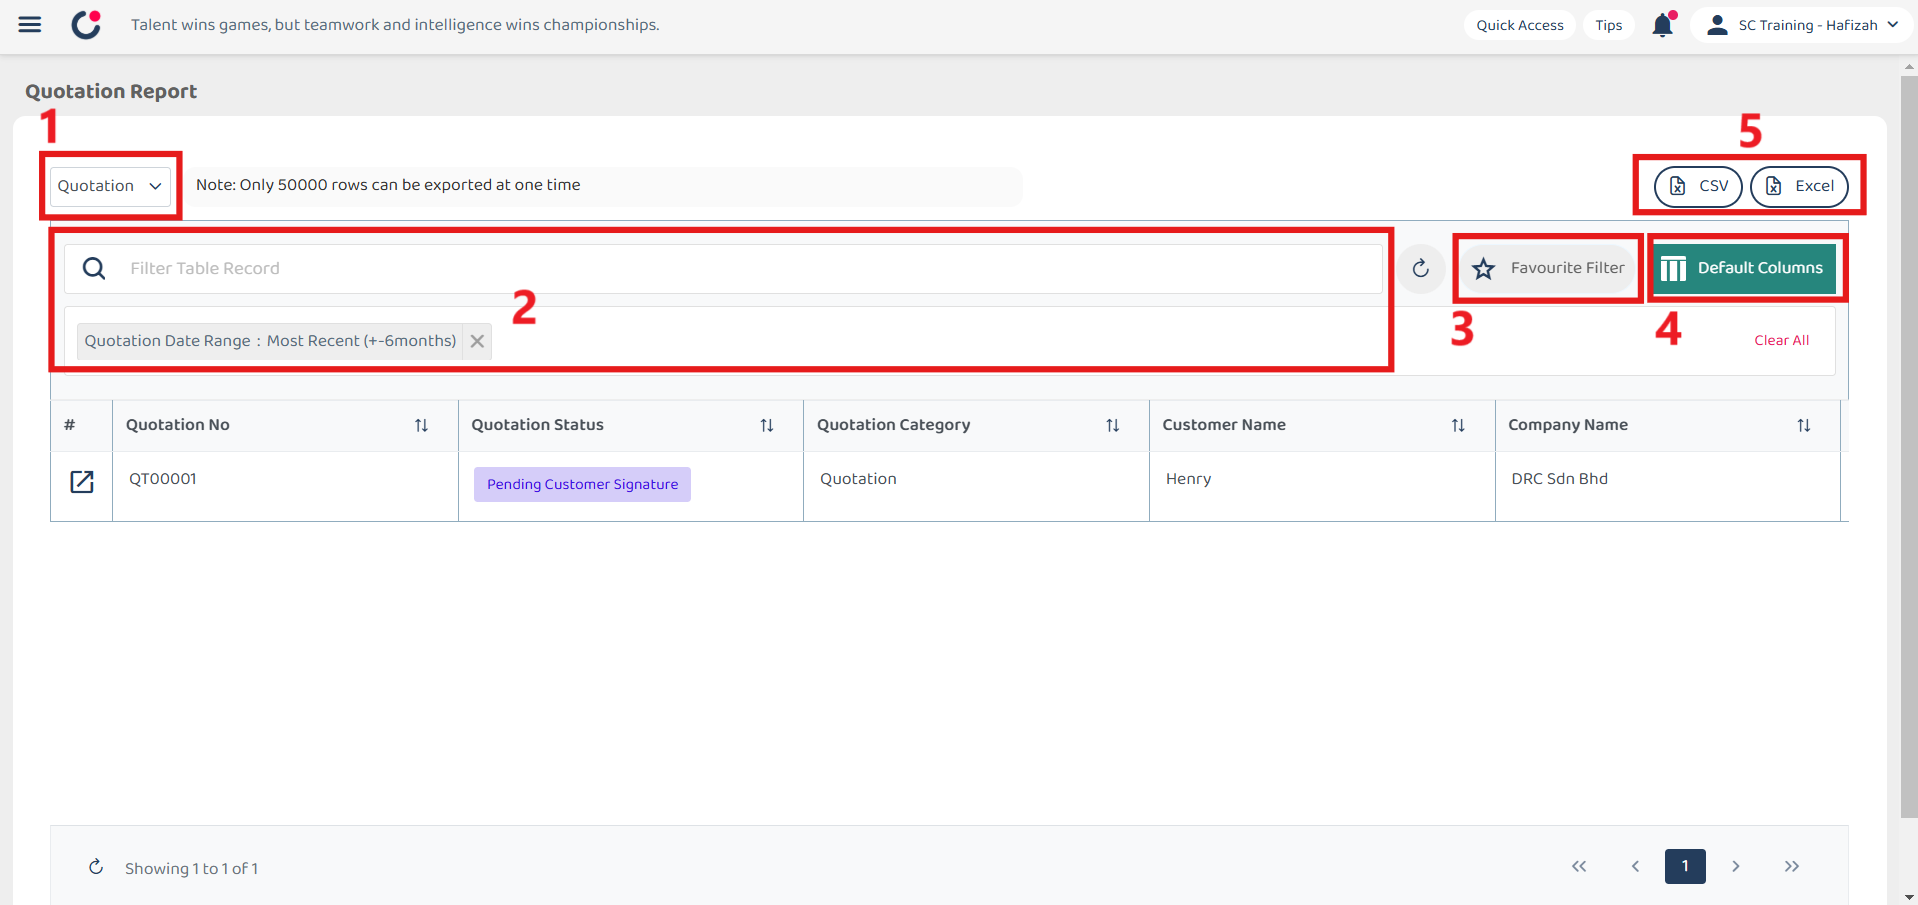 Talent wins games, but teamwork and intelligence wins championships.
Quick Access
Tips
SC Training - Hafizah
Quotation Report
1
5
Quotation
Note: Only 50000 rows can be exported at one time
CSV
Excel
Filter Table Record
Favourite Filter
Default Columns
2
3
4
Quotation Date Range : Most Recent (+-6months)
Clear All
#
Quotation No
Quotation Status
Quotation Category
Customer Name
Company Name
QT00001
Pending Customer Signature
Quotation
Henry
DRC Sdn Bhd
Showing 1 to 1 of 1
1